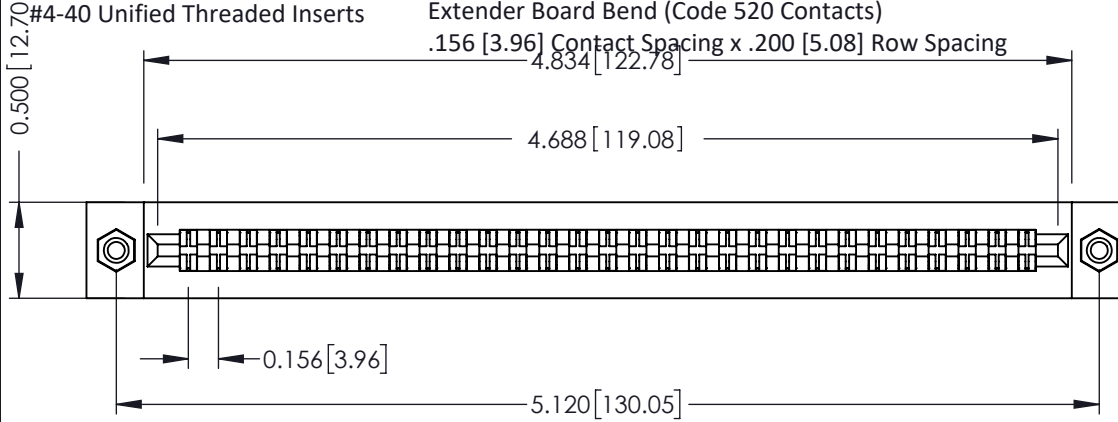 #4-40 Unified Threaded Inserts
Extender Board Bend (Code 520 Contacts)
.156 [3.96] Contact Spacing x .200 [5.08] Row Spacing
0.500 [12.70
4.834 [122.78]
4.688 [119.08]
0.156 [3.96]
5.120 [130.05]